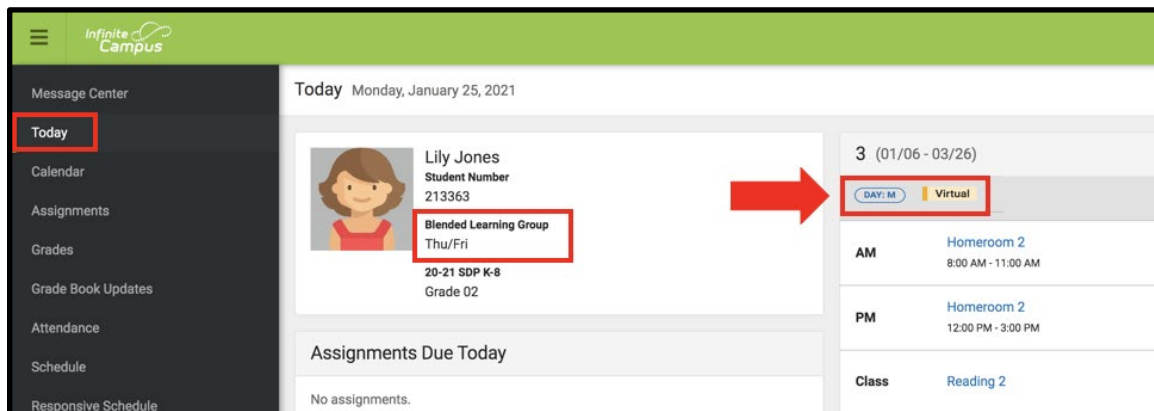 Infinite
Campus
Message Center
Today
Calendar
Assignments
Grades
Grade Book Updates
Attendance
Schedule
Responsive Schedule
Today Monday, January 25, 2021
Lily Jones
Student Number
213363
Blended Learning Group
Thu/Fri
20-21 SDP K-8
Grade 02
Assignments Due Today
No assignments.
3 (01/06 - 03/26)
DAY: M Virtual
AM Homeroom 2
8:00 AM - 11:00 AM
PM Homeroom 2
12:00 PM - 3:00 PM
Class Reading 2